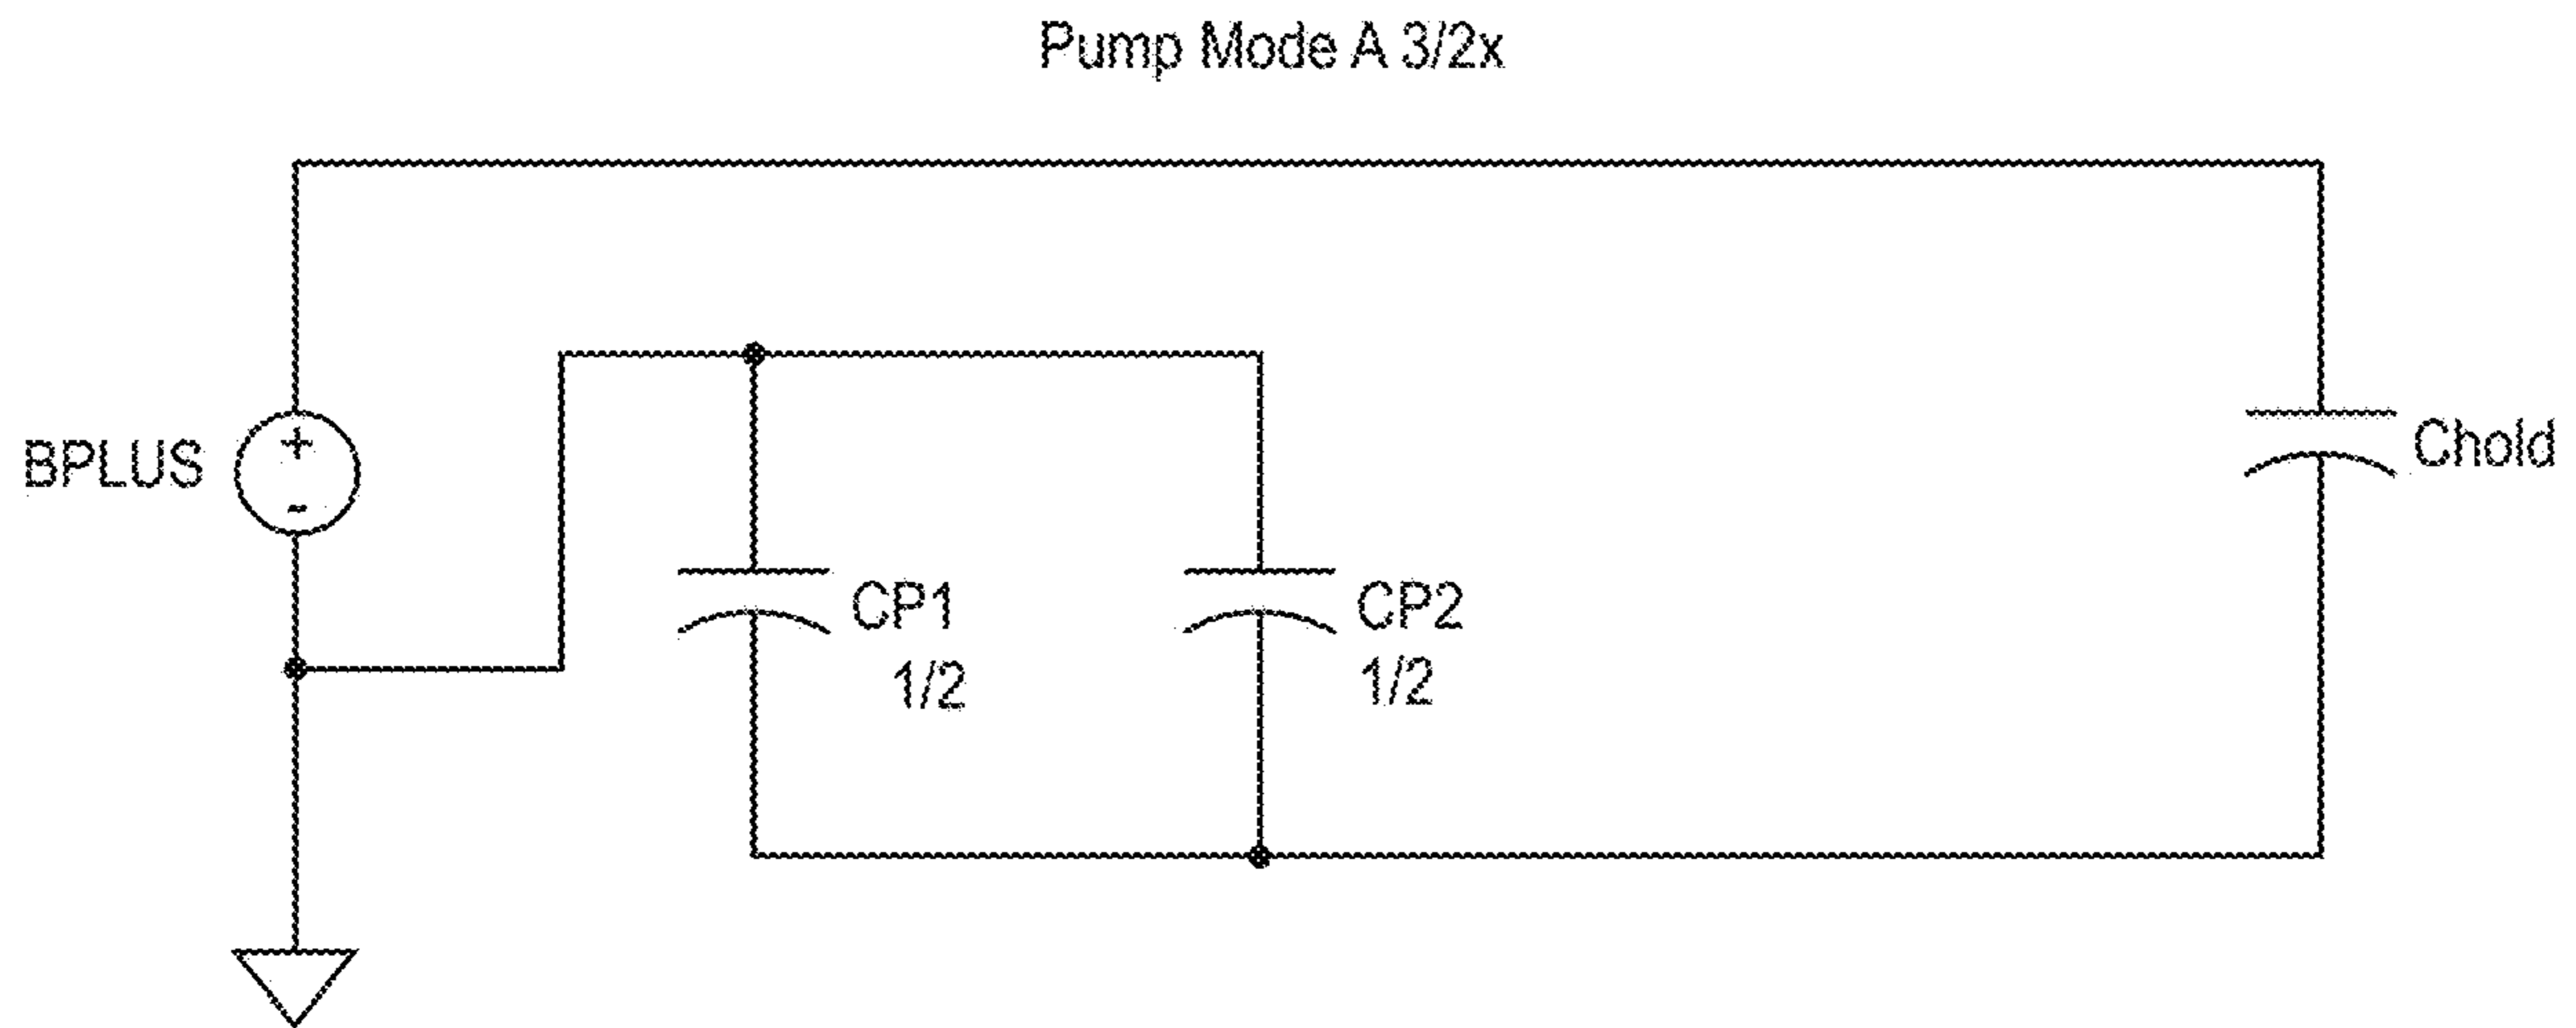 Pump Mode A 3/2x
BPLUS
+
-
CP1
1/2
CP2
1/2
Chold